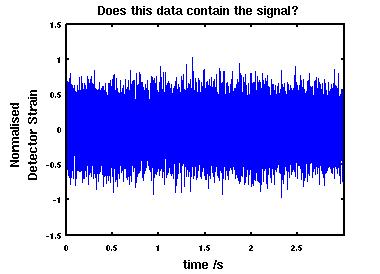 Does this data contain the signal?
1.5
1
0.5
0
-0.5
-1
-1.5
Normalised
Detector Strain
0 0.5 1 1.5 2 2.5
time /s